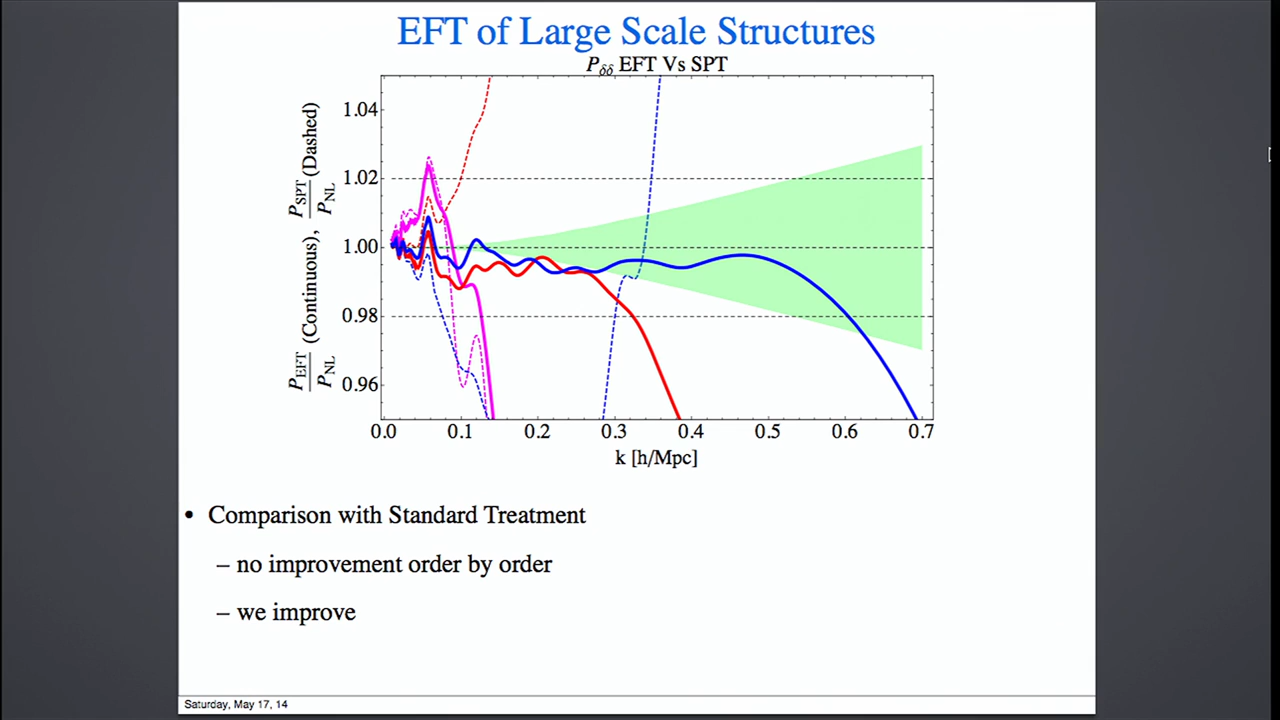 EFT of Large Scale Structures
P_δδ EFT Vs SPT
P_EFT/P_NL (Continuous), P_SPT/P_NL (Dashed)
1.04
1.02
1.00
0.98
0.96
0.0 0.1 0.2 0.3 0.4 0.5 0.6 0.7
k [h/Mpc]
• Comparison with Standard Treatment
– no improvement order by order
– we improve
Saturday, May 17, 14